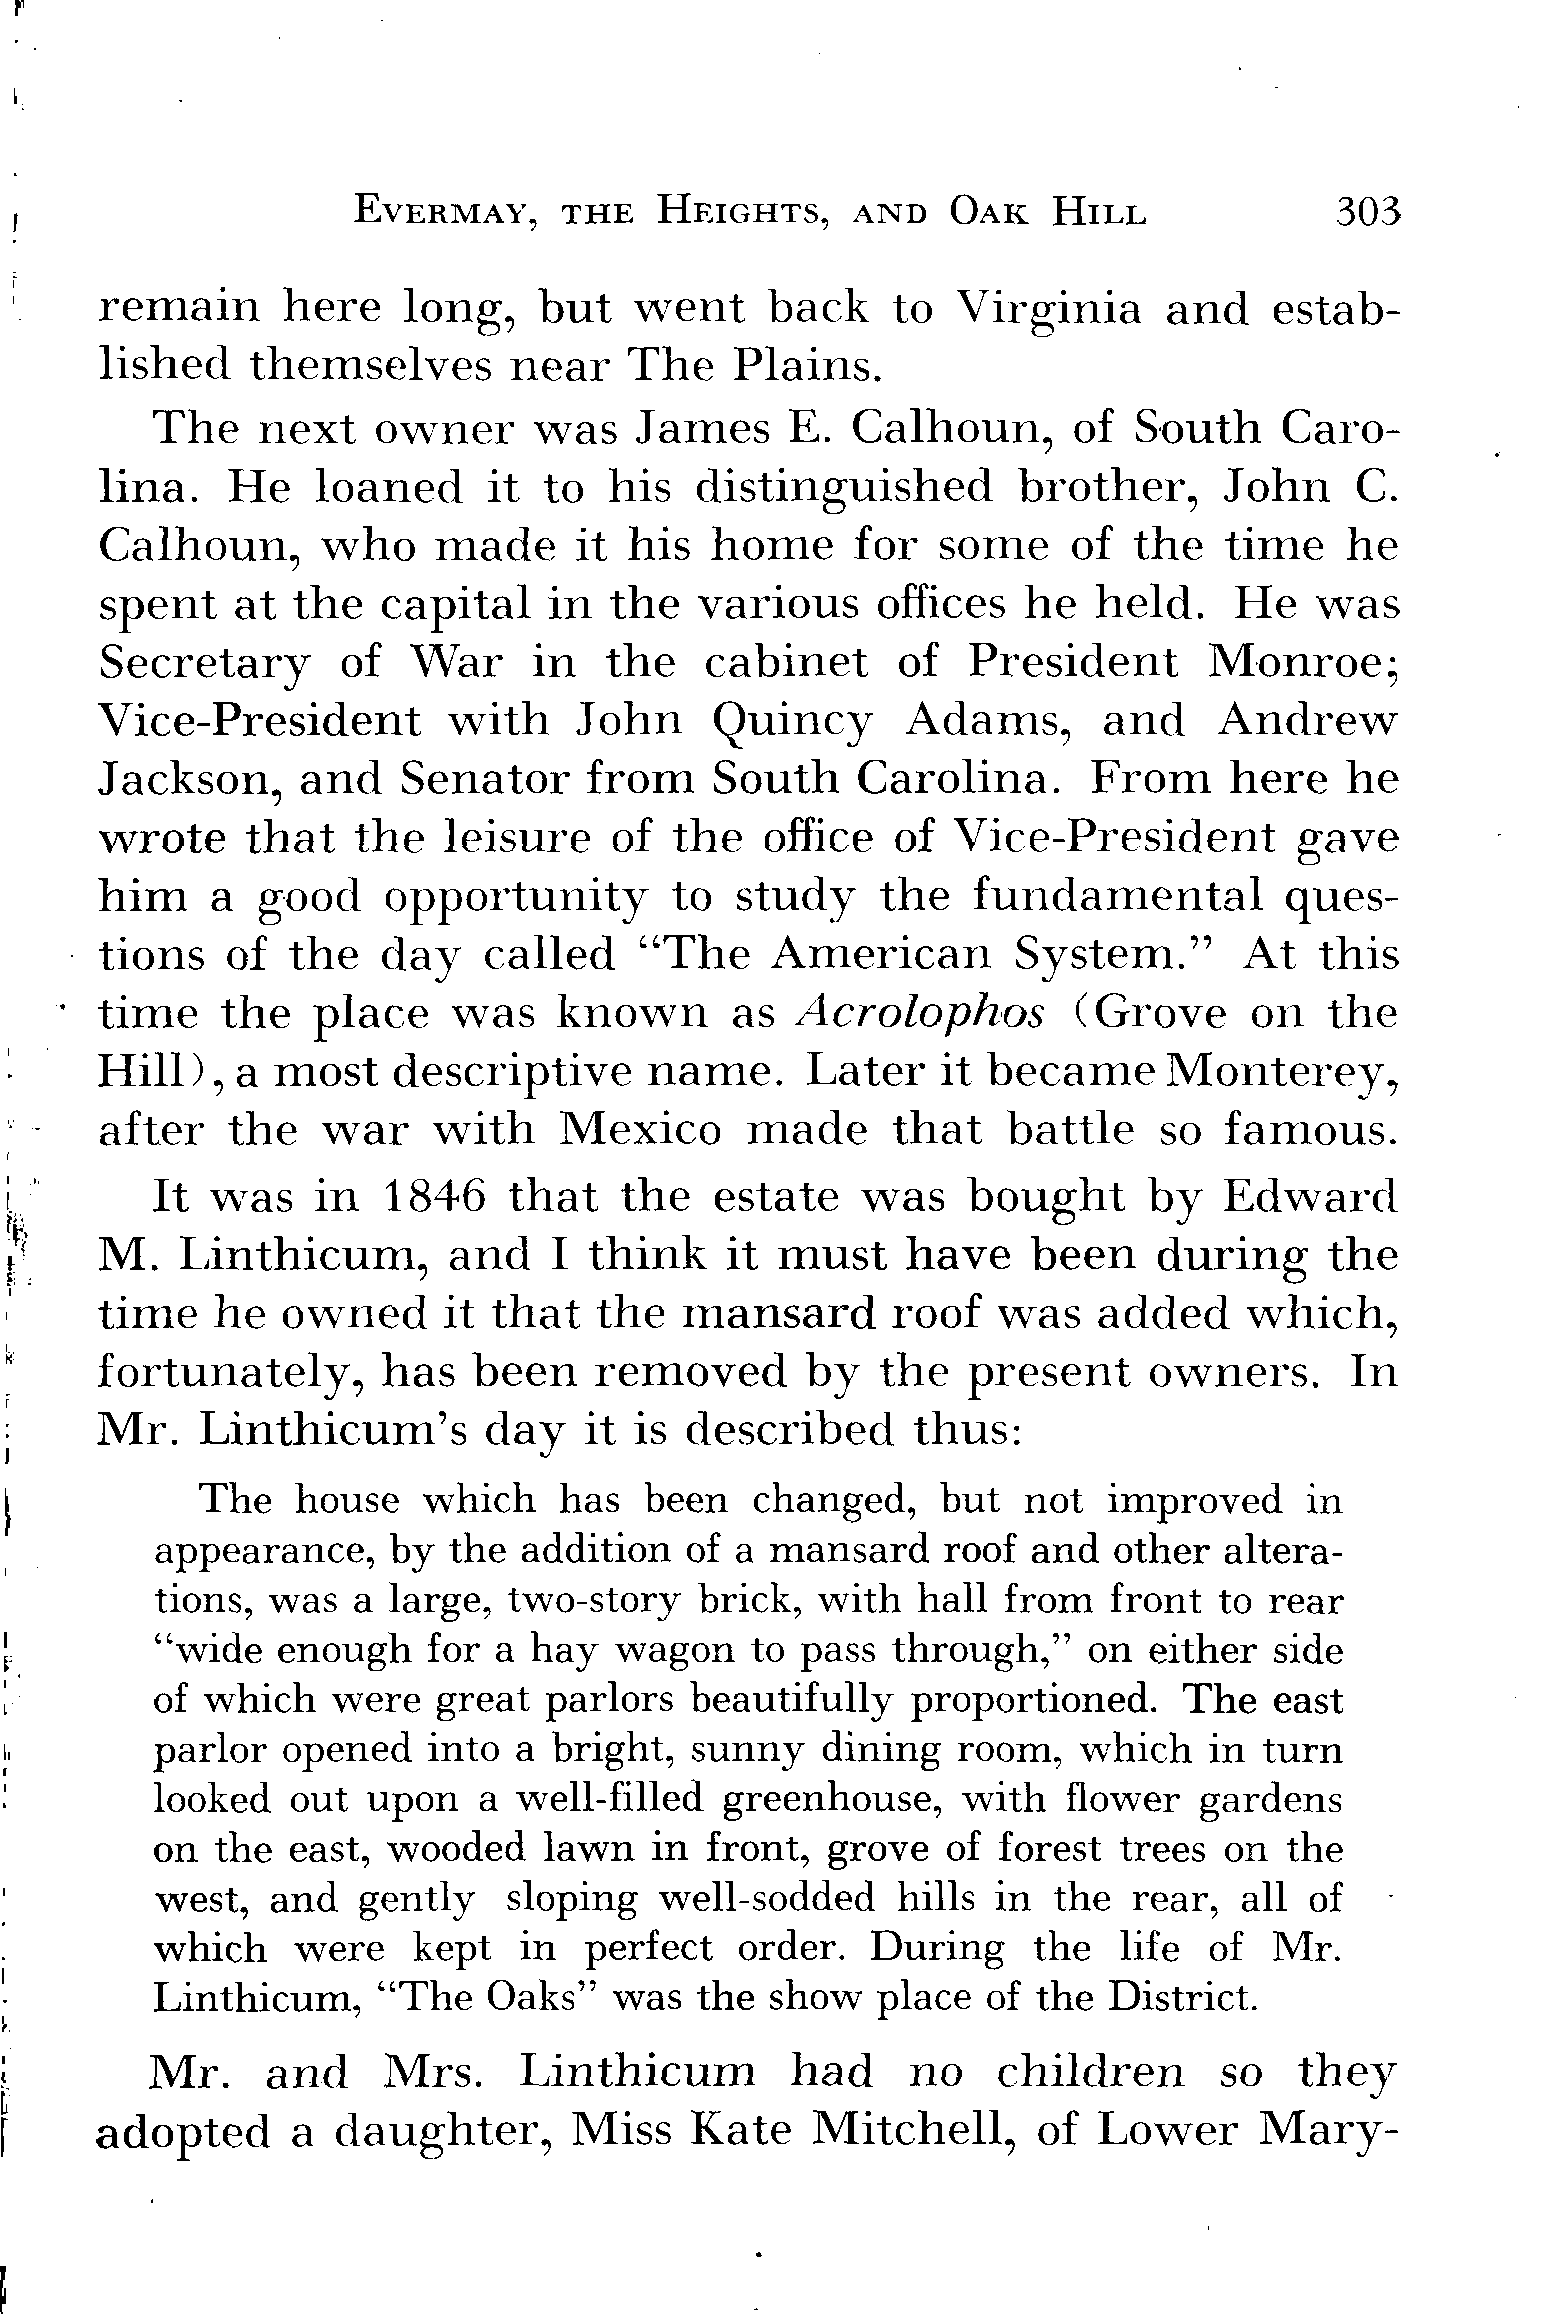 Evermay, the Heights, and Oak Hill 303
remain here long, but went back to Virginia and estab-
lished themselves near The Plains.
The next owner was James E. Calhoun, of South Caro-
lina. He loaned it to his distinguished brother, John C.
Calhoun, who made it his home for some of the time he
spent at the capital in the various offices he held. He was
Secretary of War in the cabinet of President Monroe;
Vice-President with John Quincy Adams, and Andrew
Jackson, and Senator from South Carolina. From here he
wrote that the leisure of the office of Vice-President gave
him a good opportunity to study the fundamental ques-
tions of the day called “The American System.” At this
time the place was known as Acrolophos (Grove on the
Hill), a most descriptive name. Later it became Monterey,
after the war with Mexico made that battle so famous.
It was in 1846 that the estate was bought by Edward
M. Linthicum, and I think it must have been during the
time he owned it that the mansard roof was added which,
fortunately, has been removed by the present owners. In
Mr. Linthicum’s day it is described thus:
The house which has been changed, but not improved in
appearance, by the addition of a mansard roof and other altera-
tions, was a large, two-story brick, with hall from front to rear
“wide enough for a hay wagon to pass through,” on either side
of which were great parlors beautifully proportioned. The east
parlor opened into a bright, sunny dining room, which in turn
looked out upon a well-filled greenhouse, with flower gardens
on the east, wooded lawn in front, grove of forest trees on the
west, and gently sloping well-sodded hills in the rear, all of
which were kept in perfect order. During the life of Mr.
Linthicum, “The Oaks” was the show place of the District.
Mr. and Mrs. Linthicum had no children so they
adopted a daughter, Miss Kate Mitchell, of Lower Mary-